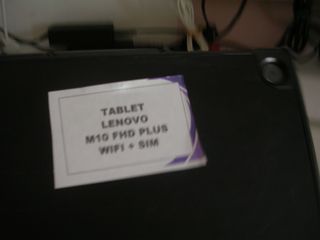 TABLET
LENOVO
M10 FHD PLUS
WIFI + SIM